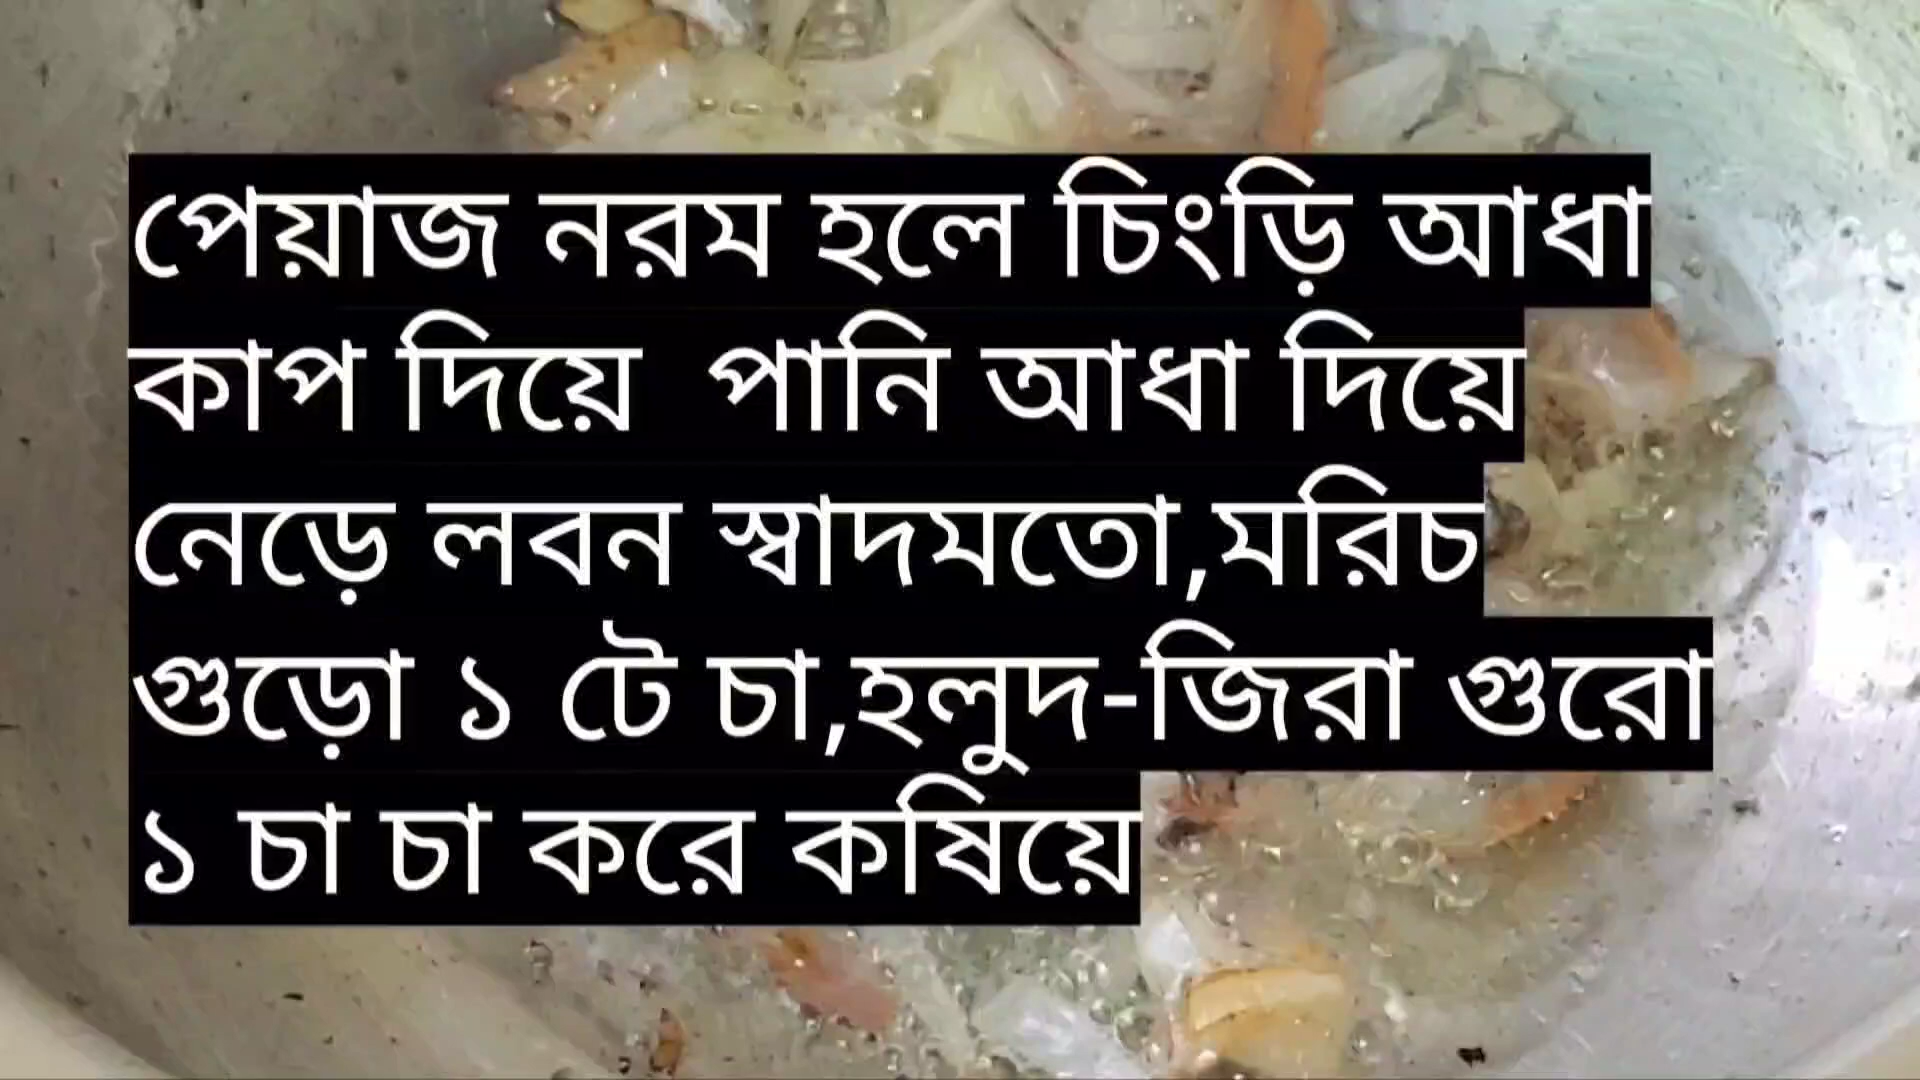 পেয়াজ নরম হলে চিংড়ি আধা
কাপ দিয়ে  পানি আধা দিয়ে
নেড়ে লবন স্বাদমতো,মরিচ
গুড়ো ১ টে চা,হলুদ-জিরা গুরো
১ চা চা করে কষিয়ে